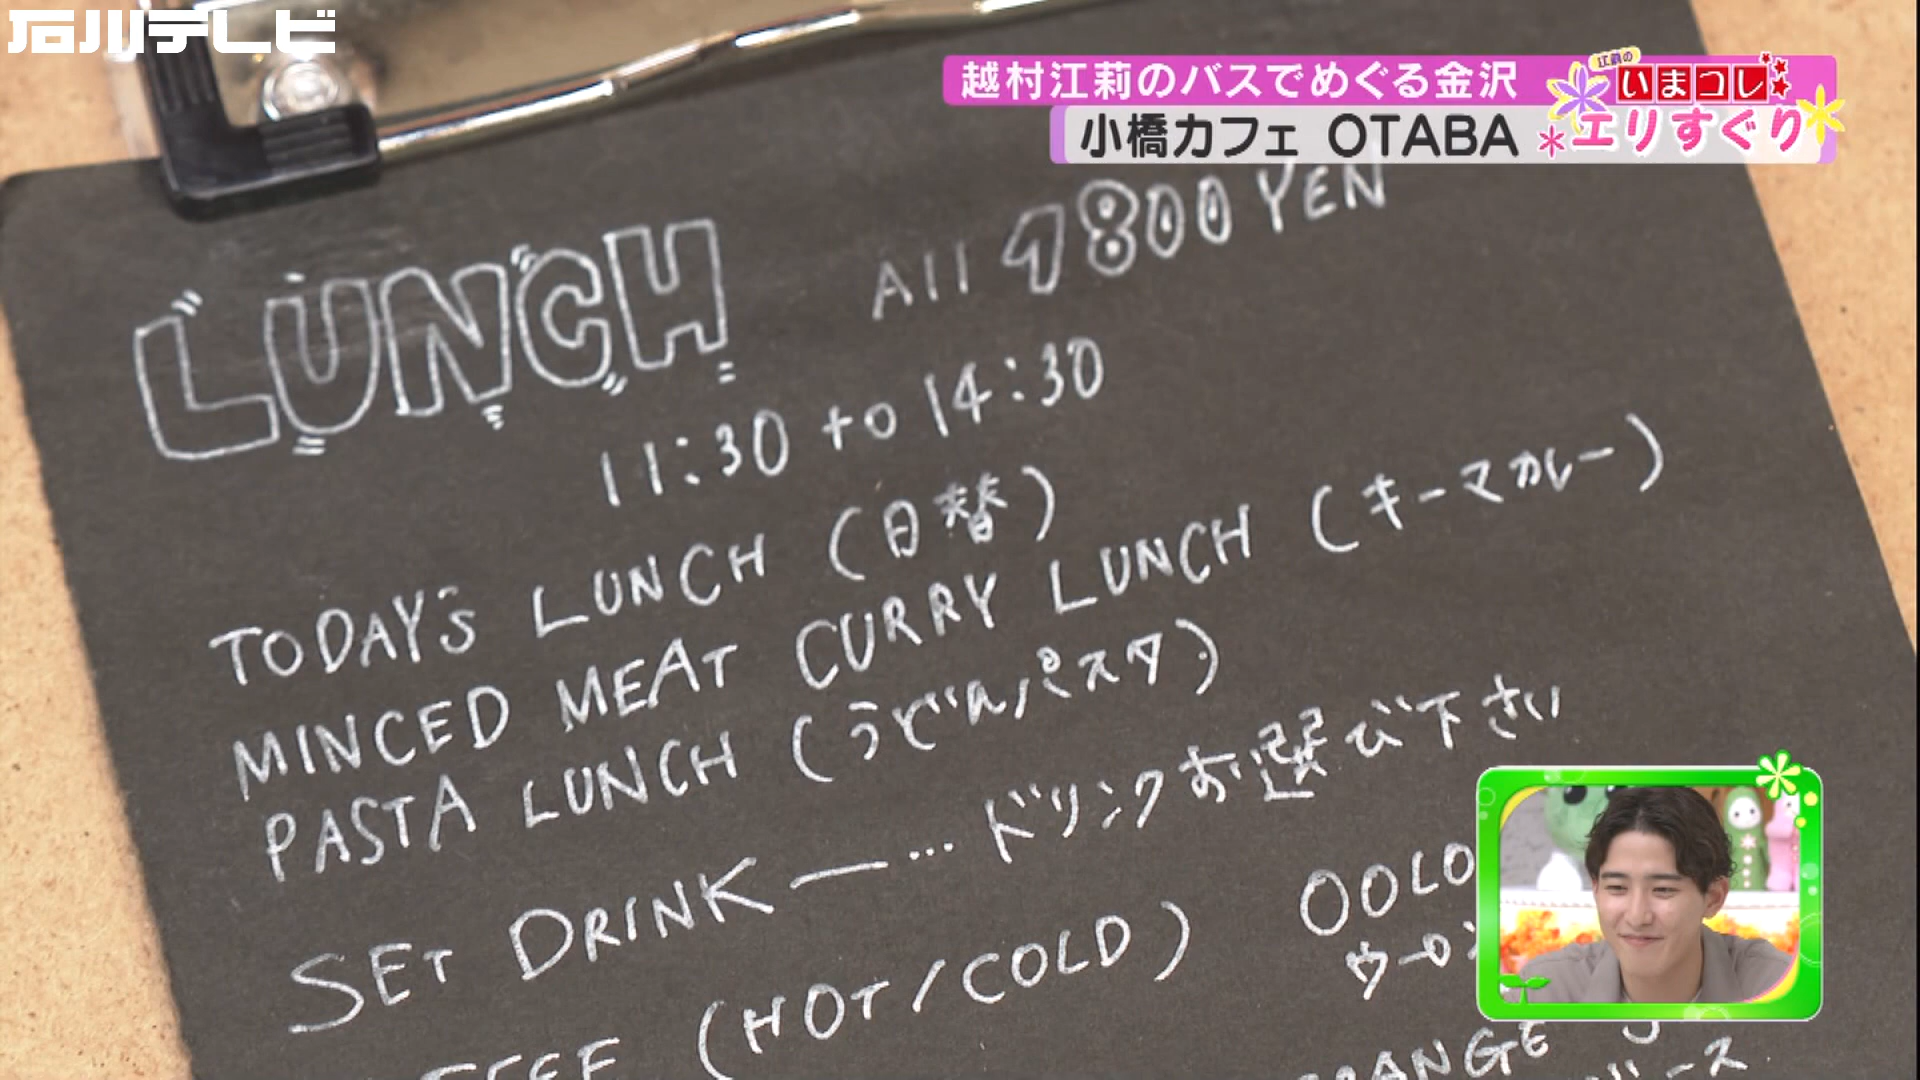 石川テレビ
越村江莉のバスでめぐる金沢
江莉の
いまコレ
エリすぐり
小橋カフェ OTABA
LUNCH All 1800 YEN
11:30 to 14:30
TODAY'S LUNCH (日替)
MINCED MEAT CURRY LUNCH (キーマカレー)
PASTA LUNCH (うどんパスタ)
SET DRINK ―… ドリンクお選び下さい
(HOT/COLD)